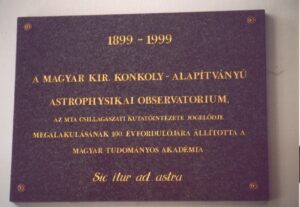 1899 - 1999
A MAGYAR KIR. KONKOLY - ALAPÍTVÁNYÚ
ASTROPHYSIKAI OBSERVATORIUM,
AZ MTA CSILLAGÁSZATI KUTATÓINTÉZETE JOGELŐDJE
MEGALAKULÁSÁNAK 100. ÉVFORDULÓJÁRA ÁLLÍTOTTA A
MAGYAR TUDOMÁNYOS AKADÉMIA
Sic itur ad astra